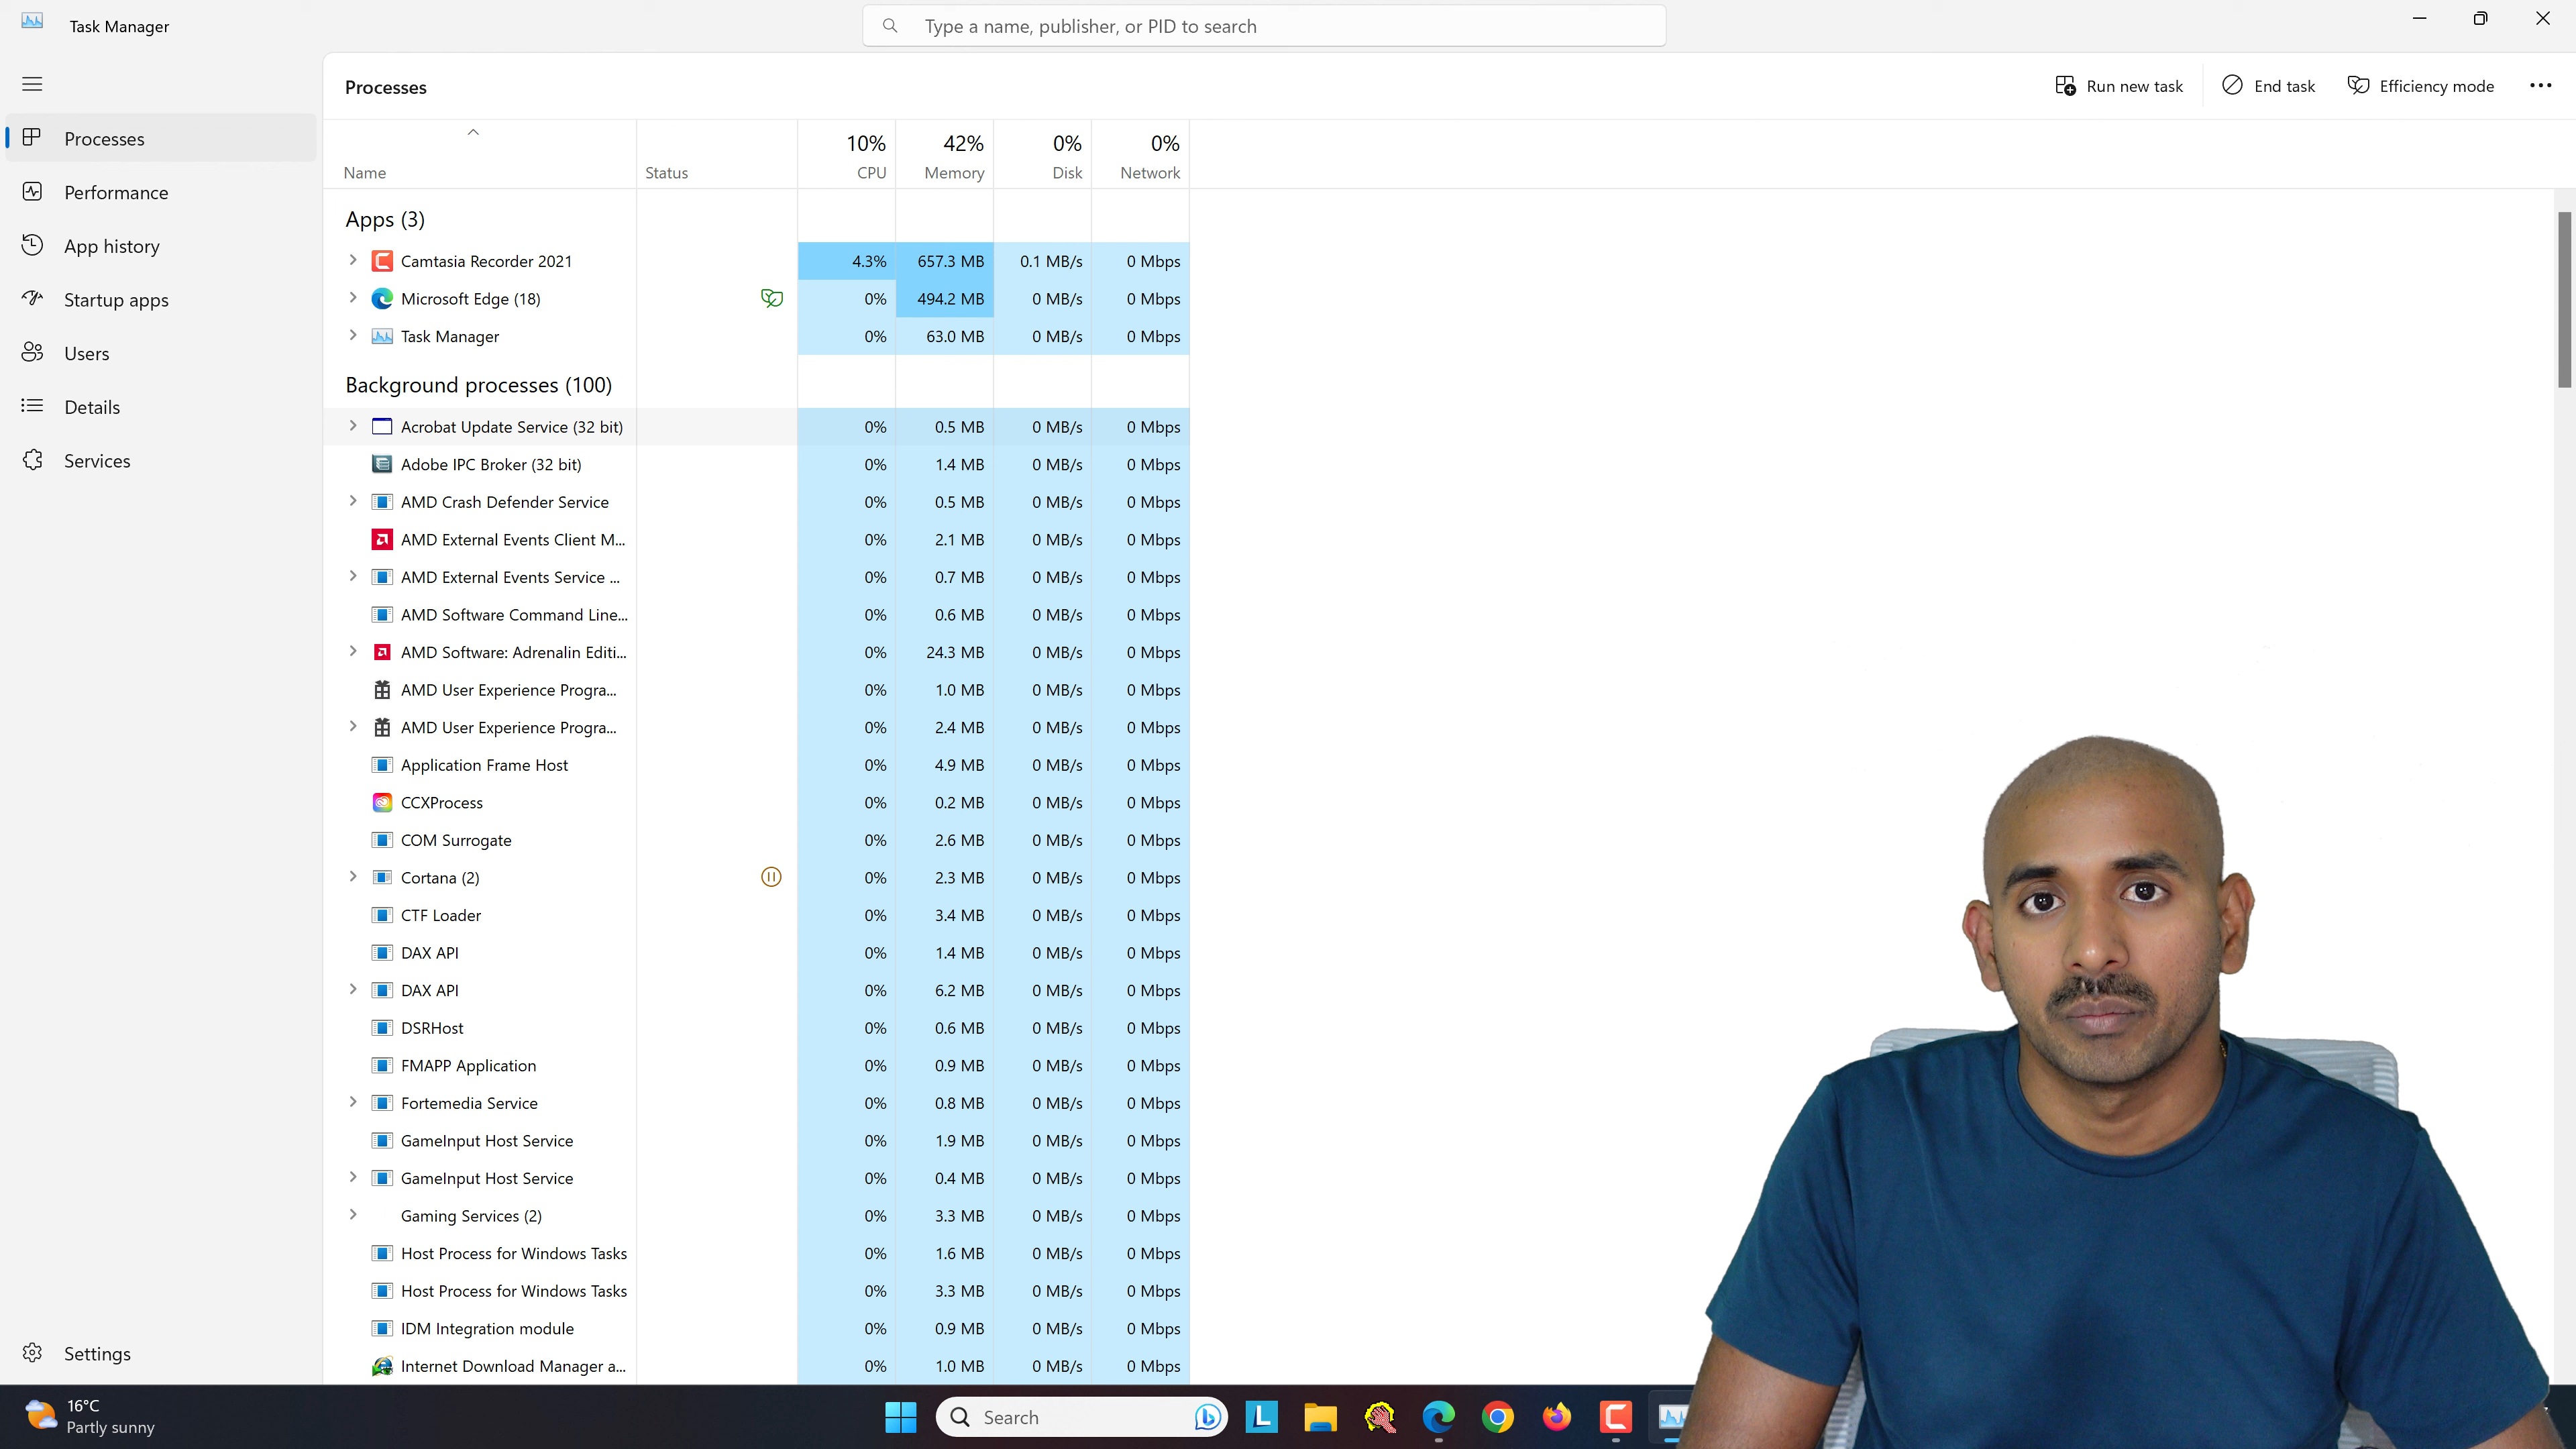 Task Manager
Type a name, publisher, or PID to search
Processes
Run new task
End task
Efficiency mode
Processes
Performance
App history
Startup apps
Users
Details
Services
Settings
10% 42% 0% 0%
Name Status CPU Memory Disk Network
Apps (3)
Camtasia Recorder 2021 4.3% 657.3 MB 0.1 MB/s 0 Mbps
Microsoft Edge (18) 0% 494.2 MB 0 MB/s 0 Mbps
Task Manager 0% 63.0 MB 0 MB/s 0 Mbps
Background processes (100)
Acrobat Update Service (32 bit) 0% 0.5 MB 0 MB/s 0 Mbps
Adobe IPC Broker (32 bit) 0% 1.4 MB 0 MB/s 0 Mbps
AMD Crash Defender Service 0% 0.5 MB 0 MB/s 0 Mbps
AMD External Events Client M... 0% 2.1 MB 0 MB/s 0 Mbps
AMD External Events Service ... 0% 0.7 MB 0 MB/s 0 Mbps
AMD Software Command Line... 0% 0.6 MB 0 MB/s 0 Mbps
AMD Software: Adrenalin Editi... 0% 24.3 MB 0 MB/s 0 Mbps
AMD User Experience Progra... 0% 1.0 MB 0 MB/s 0 Mbps
AMD User Experience Progra... 0% 2.4 MB 0 MB/s 0 Mbps
Application Frame Host 0% 4.9 MB 0 MB/s 0 Mbps
CCXProcess 0% 0.2 MB 0 MB/s 0 Mbps
COM Surrogate 0% 2.6 MB 0 MB/s 0 Mbps
Cortana (2) 0% 2.3 MB 0 MB/s 0 Mbps
CTF Loader 0% 3.4 MB 0 MB/s 0 Mbps
DAX API 0% 1.4 MB 0 MB/s 0 Mbps
DAX API 0% 6.2 MB 0 MB/s 0 Mbps
DSRHost 0% 0.6 MB 0 MB/s 0 Mbps
FMAPP Application 0% 0.9 MB 0 MB/s 0 Mbps
Fortemedia Service 0% 0.8 MB 0 MB/s 0 Mbps
GameInput Host Service 0% 1.9 MB 0 MB/s 0 Mbps
GameInput Host Service 0% 0.4 MB 0 MB/s 0 Mbps
Gaming Services (2) 0% 3.3 MB 0 MB/s 0 Mbps
Host Process for Windows Tasks 0% 1.6 MB 0 MB/s 0 Mbps
Host Process for Windows Tasks 0% 3.3 MB 0 MB/s 0 Mbps
IDM Integration module 0% 0.9 MB 0 MB/s 0 Mbps
Internet Download Manager a... 0% 1.0 MB 0 MB/s 0 Mbps
16°C
Partly sunny
Search
L